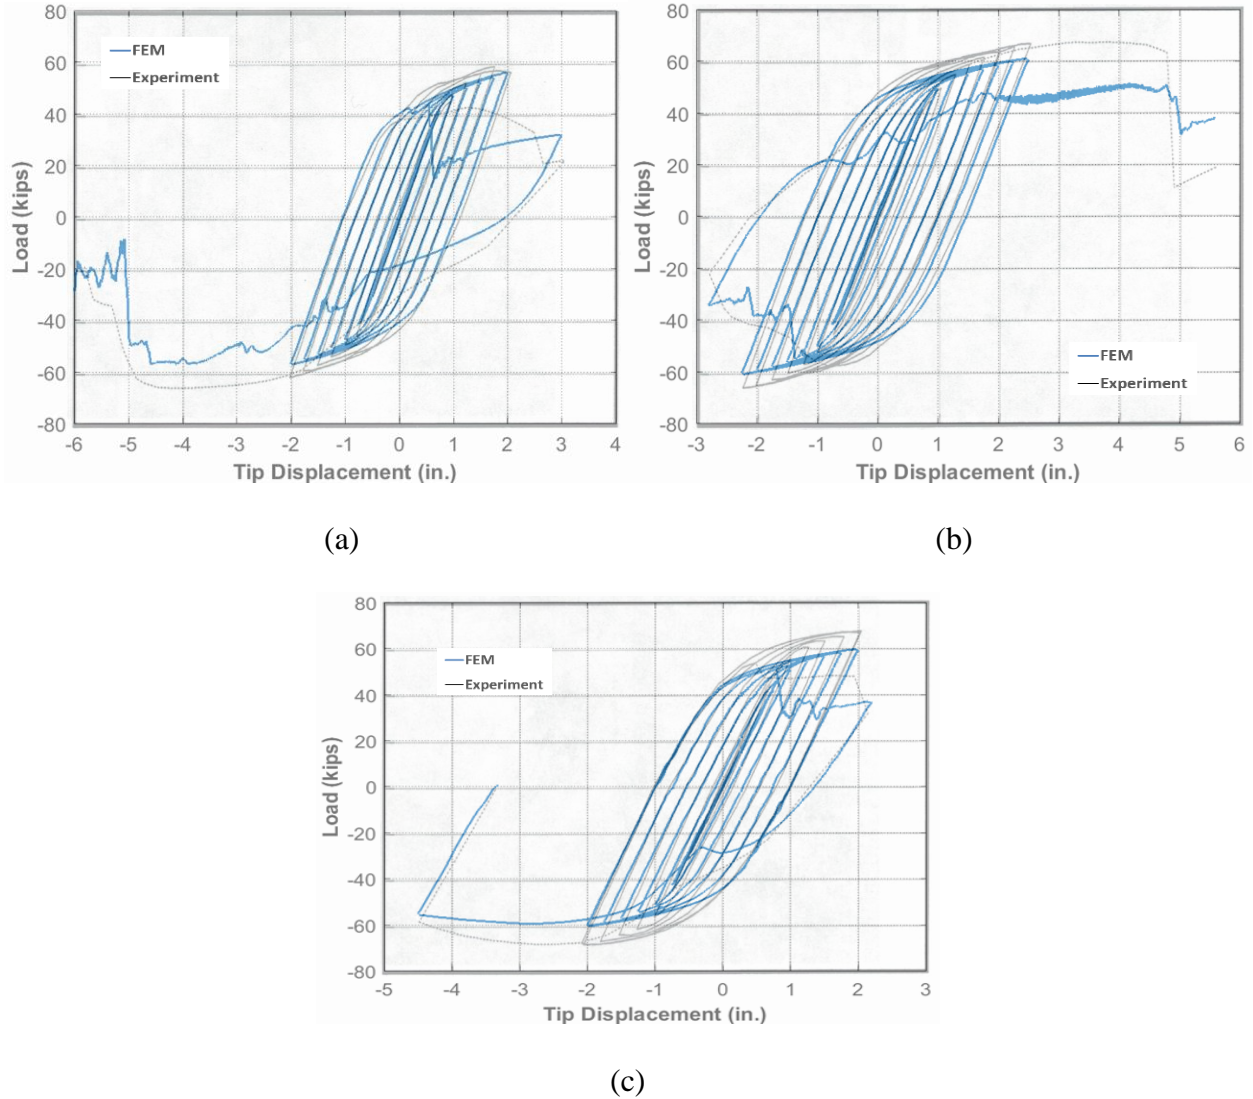 80
60
40
20
0
-20
-40
-60
-80
Load (kips)
FEM
Experiment
-6 -5 -4 -3 -2 -1 0 1 2 3 4
Tip Displacement (in.)
(a)
80
60
40
20
0
-20
-40
-60
-80
Load (kips)
FEM
Experiment
-3 -2 -1 0 1 2 3 4 5 6
Tip Displacement (in.)
(b)
80
60
40
20
0
-20
-40
-60
-80
Load (kips)
FEM
Experiment
-5 -4 -3 -2 -1 0 1 2 3
Tip Displacement (in.)
(c)